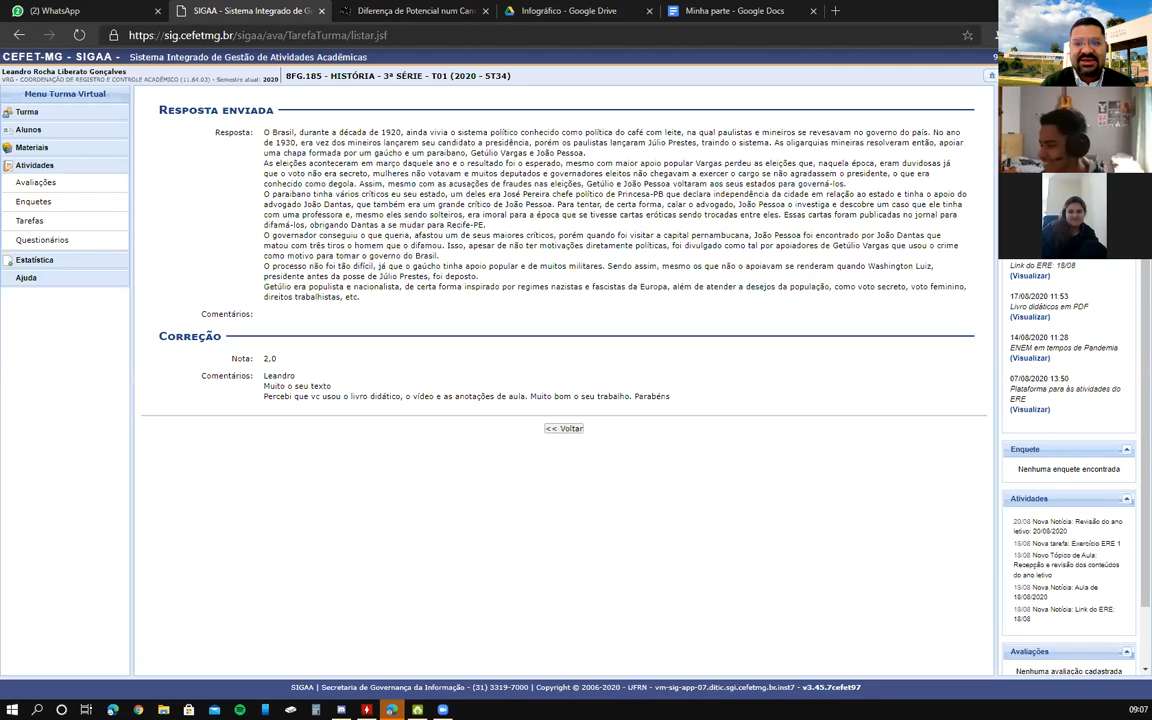 (2) WhatsApp
SIGAA - Sistema Integrado de G
Diferença de Potencial num Cam
Infográfico - Google Drive
Minha parte - Google Docs
https://sig.cefetmg.br/sigaa/ava/TarefaTurma/listar.jsf
CEFET-MG - SIGAA - Sistema Integrado de Gestão de Atividades Acadêmicas
Leandro Rocha Liberato Gonçalves
VRG - COORDENAÇÃO DE REGISTRO E CONTROLE ACADÊMICO (11.64.03) - Semestre atual: 2020
8FG.185 - HISTÓRIA - 3ª SÉRIE - T01 (2020 - 5T34)
Menu Turma Virtual
Turma
Alunos
Materiais
Atividades
Avaliações
Enquetes
Tarefas
Questionários
Estatística
Ajuda
Resposta enviada
Resposta: O Brasil, durante a década de 1920, ainda vivia o sistema político conhecido como política do café com leite, na qual paulistas e mineiros se revesavam no governo do país. No ano
de 1930, era vez dos mineiros lançarem seu candidato a presidência, porém os paulistas lançaram Júlio Prestes, traindo o sistema. As oligarquias mineiras resolveram então, apoiar
uma chapa formada por um gaúcho e um paraibano, Getúlio Vargas e João Pessoa.
As eleições aconteceram em março daquele ano e o resultado foi o esperado, mesmo com maior apoio popular Vargas perdeu as eleições que, naquela época, eram duvidosas já
que o voto não era secreto, mulheres não votavam e muitos deputados e governadores eleitos não chegavam a exercer o cargo se não agradassem o presidente, o que era
conhecido como degola. Assim, mesmo com as acusações de fraudes nas eleições, Getúlio e João Pessoa voltaram aos seus estados para governá-los.
O paraibano tinha vários críticos eu seu estado, um deles era José Pereira chefe político de Princesa-PB que declara independência da cidade em relação ao estado e tinha o apoio do
advogado João Dantas, que também era um grande crítico de João Pessoa. Para tentar, de certa forma, calar o advogado, João Pessoa o investiga e descobre um caso que ele tinha
com uma professora e, mesmo eles sendo solteiros, era imoral para a época que se tivesse cartas eróticas sendo trocadas entre eles. Essas cartas foram publicadas no jornal para
difamá-los, obrigando Dantas a se mudar para Recife-PE.
O governador conseguiu o que queria, afastou um de seus maiores críticos, porém quando foi visitar a capital pernambucana, João Pessoa foi encontrado por João Dantas que
matou com três tiros o homem que o difamou. Isso, apesar de não ter motivações diretamente políticas, foi divulgado como tal por apoiadores de Getúlio Vargas que usou o crime
como motivo para tomar o governo do Brasil.
O processo não foi tão difícil, já que o gaúcho tinha apoio popular e de muitos militares. Sendo assim, mesmo os que não o apoiavam se renderam quando Washington Luiz,
presidente antes da posse de Júlio Prestes, foi deposto.
Getúlio era populista e nacionalista, de certa forma inspirado por regimes nazistas e fascistas da Europa, além de atender a desejos da população, como voto secreto, voto feminino,
direitos trabalhistas, etc.
Comentários:
Correção
Nota: 2,0
Comentários: Leandro
Muito o seu texto
Percebi que vc usou o livro didático, o vídeo e as anotações de aula. Muito bom o seu trabalho. Parabéns
<< Voltar
Link do ERE: 18/08
(Visualizar)
17/08/2020 11:53
Livro didáticos em PDF
(Visualizar)
14/08/2020 11:28
ENEM em tempos de Pandemia
(Visualizar)
07/08/2020 13:50
Plataforma para às atividades do
ERE
(Visualizar)
Enquete
Nenhuma enquete encontrada
Atividades
20/08 Nova Notícia: Revisão do ano
letivo: 20/08/2020
18/08 Nova tarefa: Exercício ERE 1
18/08 Novo Tópico de Aula:
Recepção e revisão dos conteúdos
do ano letivo
18/08 Nova Notícia: Aula de
18/08/2020
18/08 Nova Notícia: Link do ERE:
18/08
Avaliações
Nenhuma avaliação cadastrada
SIGAA | Secretaria de Governança da Informação - (31) 3319-7000 | Copyright © 2006-2020 - UFRN - vm-sig-app-07.ditic.sgi.cefetmg.br.inst7 - v3.45.7cefet97
09:07